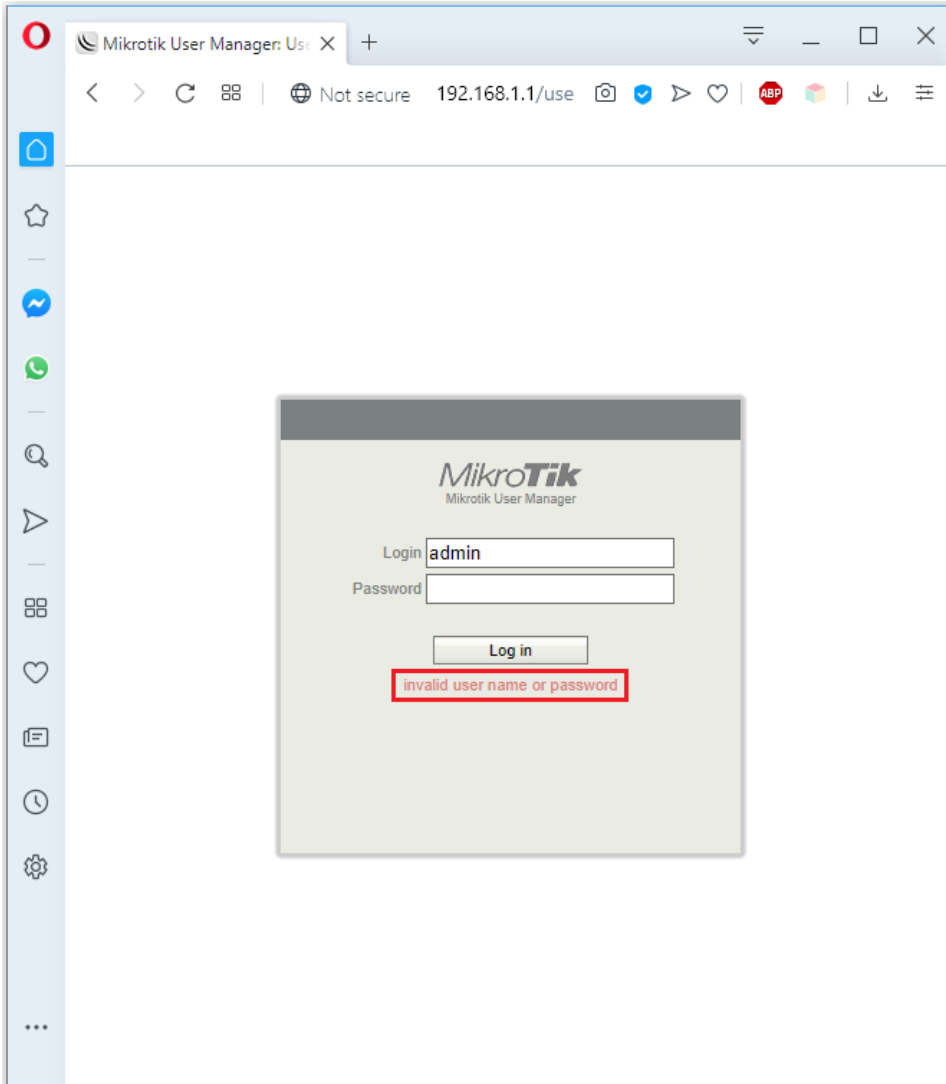 Mikrotik User Manager: Use
Not secure 192.168.1.1/use
ABP
MikroTik
Mikrotik User Manager
Login admin
Password
Log in
invalid user name or password